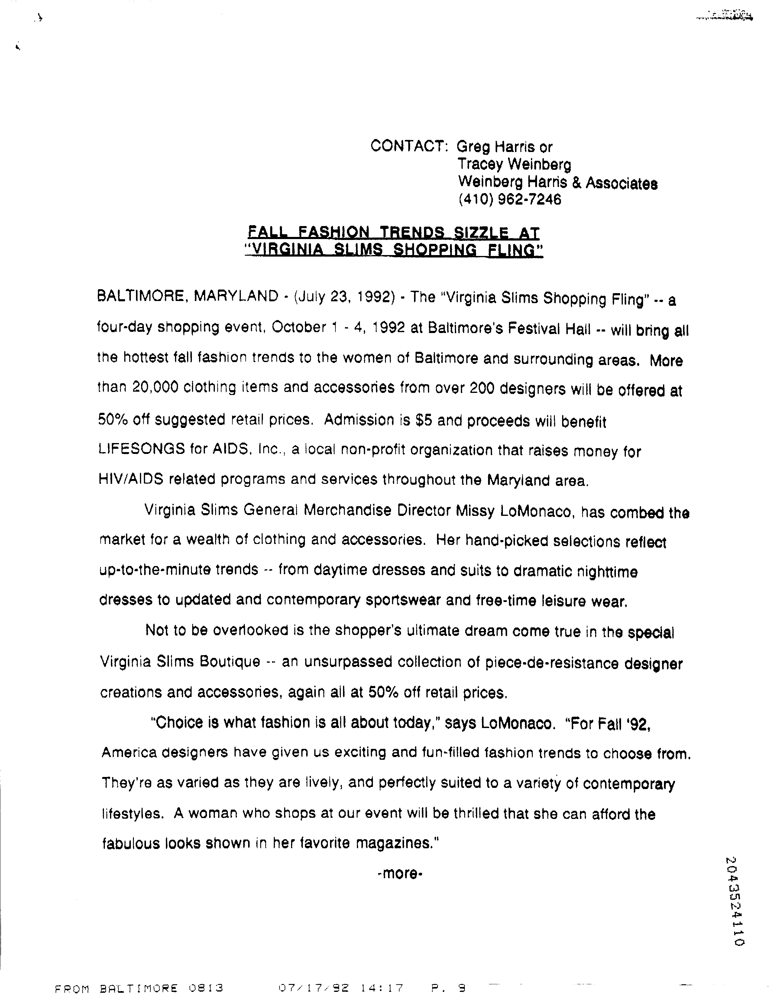 CONTACT: Greg Harris or
Tracey Weinberg
Weinberg Harris & Associates
(410) 962-7246
FALL FASHION TRENDS SIZZLE AT
"VIRGINIA SLIMS SHOPPING FLING"
BALTIMORE, MARYLAND - (July 23, 1992) - The "Virginia Slims Shopping Fling" -- a
four-day shopping event, October 1 - 4, 1992 at Baltimore's Festival Hall -- will bring all
the hottest fall fashion trends to the women of Baltimore and surrounding areas. More
than 20,000 clothing items and accessories from over 200 designers will be offered at
50% off suggested retail prices. Admission is $5 and proceeds will benefit
LIFESONGS for AIDS, Inc., a local non-profit organization that raises money for
HIV/AIDS related programs and services throughout the Maryland area.
Virginia Slims General Merchandise Director Missy LoMonaco, has combed the
market for a wealth of clothing and accessories. Her hand-picked selections reflect
up-to-the-minute trends -- from daytime dresses and suits to dramatic nighttime
dresses to updated and contemporary sportswear and free-time leisure wear.
Not to be overlooked is the shopper's ultimate dream come true in the special
Virginia Slims Boutique -- an unsurpassed collection of piece-de-resistance designer
creations and accessories, again all at 50% off retail prices.
"Choice is what fashion is all about today," says LoMonaco. "For Fall '92,
America designers have given us exciting and fun-filled fashion trends to choose from.
They're as varied as they are lively, and perfectly suited to a variety of contemporary
lifestyles. A woman who shops at our event will be thrilled that she can afford the
fabulous looks shown in her favorite magazines."
-more-
2043524110
FROM BALTIMORE 0813 07/17/92 14:17 P. 9